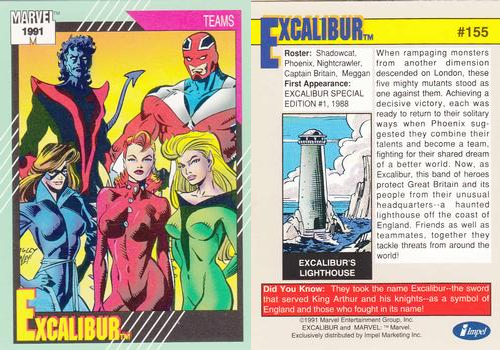 MARVEL™
1991
M
TEAMS
EXCALIBUR™
EXCALIBUR™
#155
Roster: Shadowcat,
Phoenix, Nightcrawler,
Captain Britain, Meggan
First Appearance:
EXCALIBUR SPECIAL
EDITION #1, 1988
EXCALIBUR'S
LIGHTHOUSE
When rampaging monsters
from another dimension
descended on London, these
five mighty mutants stood as
one against them. Achieving a
decisive victory, each was
ready to return to their solitary
ways when Phoenix sug-
gested they combine their
talents and become a team,
fighting for their shared dream
of a better world. Now, as
Excalibur, this band of heroes
protect Great Britain and its
people from their unusual
headquarters--a haunted
lighthouse off the coast of
England. Friends as well as
teammates, together they
tackle threats from around the
world!
Did You Know: They took the name Excalibur--the sword
that served King Arthur and his knights--as a symbol of
England and those who fought in its name!
©1991 Marvel Entertainment Group, Inc.
EXCALIBUR and MARVEL: ™ Marvel.
Exclusively distributed by Impel Marketing Inc.
Impel